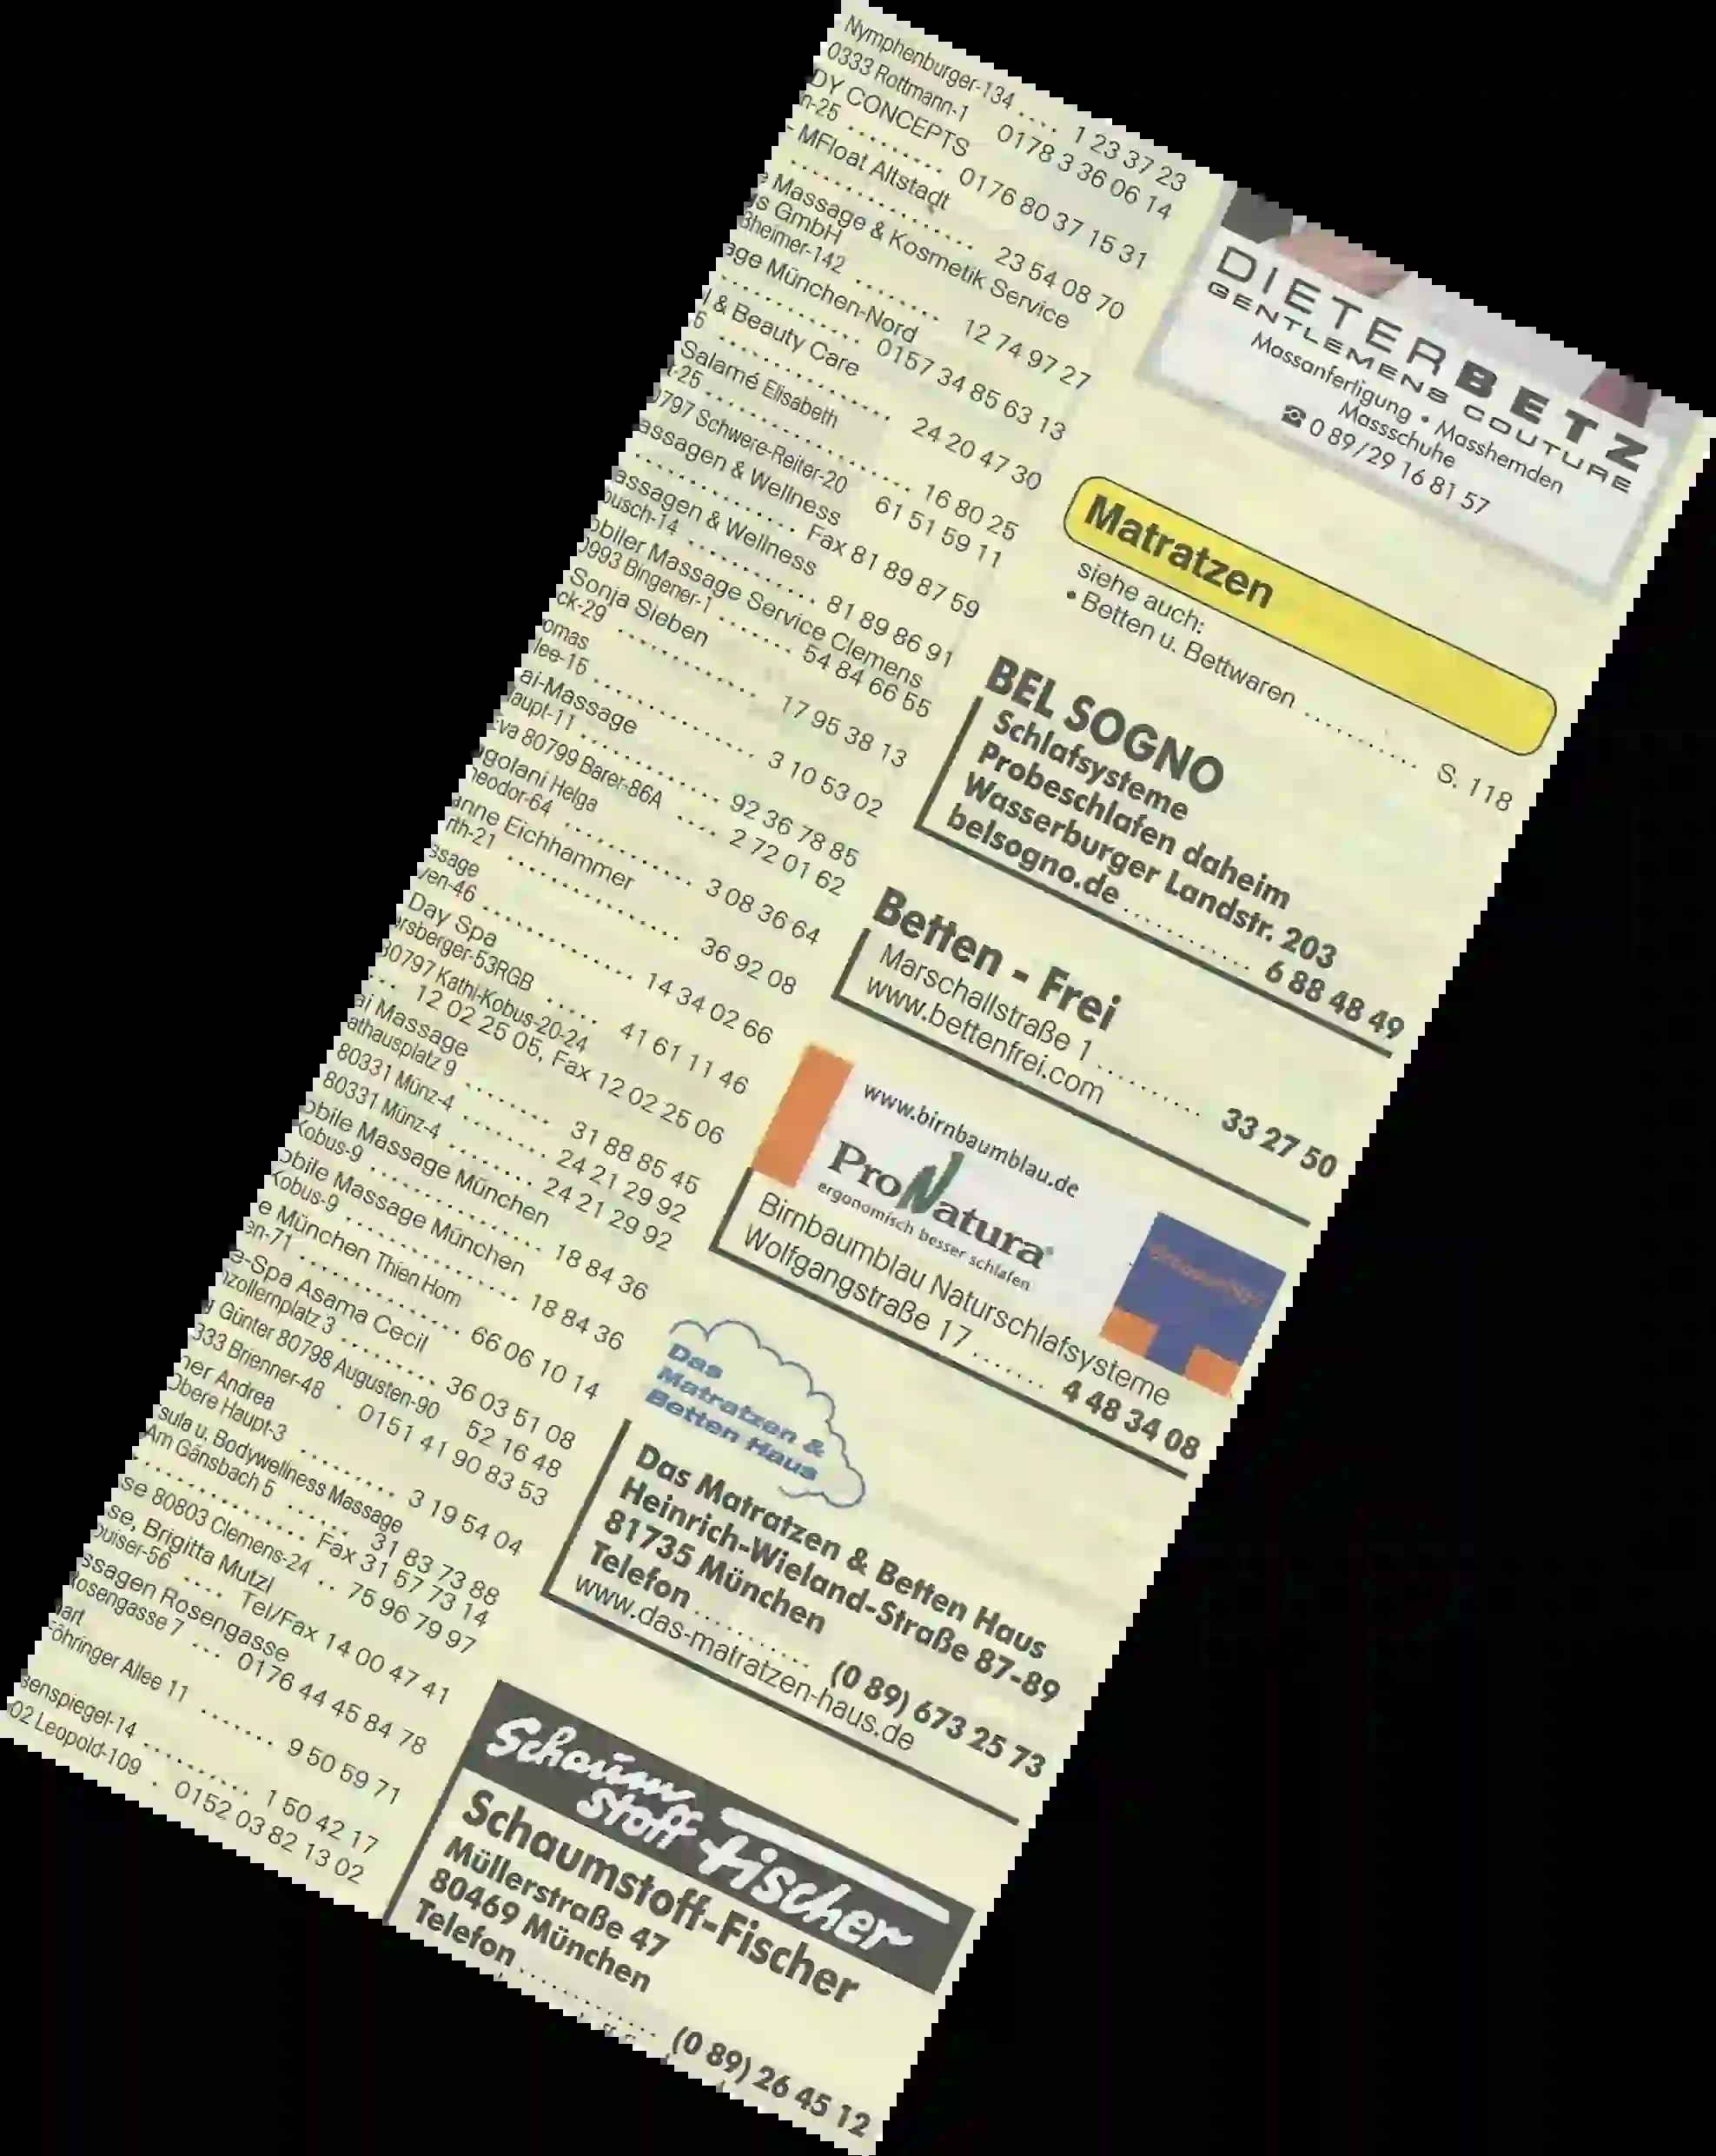 Nymphenburger-134 .... 1 23 37 23
0333 Rottmann-1 0178 3 36 06 14
DY CONCEPTS
n-25 ......... 0176 80 37 15 31
- MFloat Altstadt
................ 23 54 08 70
e Massage & Kosmetik Service
s GmbH
heimer-142 ........ 12 74 97 27
age München-Nord
............ 0157 34 85 63 13
l & Beauty Care
6 ................ 24 20 47 30
Salamé Elisabeth
t-25 ................ 16 80 25
0797 Schwere-Reiter-20 61 51 59 11
assagen & Wellness
............ Fax 81 89 87 59
assagen & Wellness
busch-14 ............ 81 89 86 91
obiler Massage Service Clemens
0993 Bingener-1 ....... 54 84 66 55
Sonja Sieben
ck-29 ............ 17 95 38 13
omas
lee-15 ............ 3 10 53 02
ai-Massage
Haupt-11 ............ 92 36 78 85
Eva 80799 Barer-86A .... 2 72 01 62
agolani Helga
heodor-64 ............ 3 08 36 64
anne Eichhammer
rth-21 ............ 36 92 08
ssage
ven-46 ............ 14 34 02 66
Day Spa
ersberger-53RGB ..... 41 61 11 46
80797 Kathi-Kobus-20-24
... 12 02 25 05, Fax 12 02 25 06
ai Massage
athausplatz 9 ........ 31 88 85 45
80331 Münz-4 ........ 24 21 29 92
80331 Münz-4 ........ 24 21 29 92
obile Massage München
Kobus-9 ............ 18 84 36
obile Massage München
Kobus-9 ............ 18 84 36
e München Thien Hom
en-71 ............ 66 06 10 14
e-Spa Asama Cecil
nzollernplatz 3 ........ 36 03 51 08
Günter 80798 Augusten-90 52 16 48
333 Brienner-48 . 0151 41 90 83 53
ner Andrea
Obere Haupt-3 ......... 3 19 54 04
sula u. Bodywellness Massage
Am Gänsbach 5 ....... 31 83 73 88
............ Fax 31 57 73 14
se 80803 Clemens-24 .. 75 96 79 97
se, Brigitta Mutzl
ouiser-56 .... Tel/Fax 14 00 47 41
ssagen Rosengasse
Rosengasse 7 ... 0176 44 45 84 78
hart
Föhringer Allee 11 ....... 9 50 59 71
senspiegel-14 .......... 1 50 42 17
02 Leopold-109 . 0152 03 82 13 02
DIETERBETZ
GENTLEMENS COUTURE
Massanfertigung • Masshemden
Massschuhe
☎ 0 89/29 16 81 57
Matratzen
siehe auch:
• Betten u. Bettwaren ............ S. 118
BEL SOGNO
Schlafsysteme
Probeschlafen daheim
Wasserburger Landstr. 203
belsogno.de ............ 6 88 48 49
Betten - Frei
Marschallstraße 1 .......... 33 27 50
www.bettenfrei.com
www.birnbaumblau.de
ProNatura®
ergonomisch besser schlafen
Birnbaumblau Naturschlafsysteme
Wolfgangstraße 17 ....... 4 48 34 08
Das
Matratzen &
Betten Haus
Das Matratzen & Betten Haus
Heinrich-Wieland-Straße 87-89
81735 München
Telefon ............ (0 89) 673 25 73
www.das-matratzen-haus.de
Schaum
stoff Fischer
Schaumstoff-Fischer
Müllerstraße 47
80469 München
Telefon ............ (0 89) 26 45 12